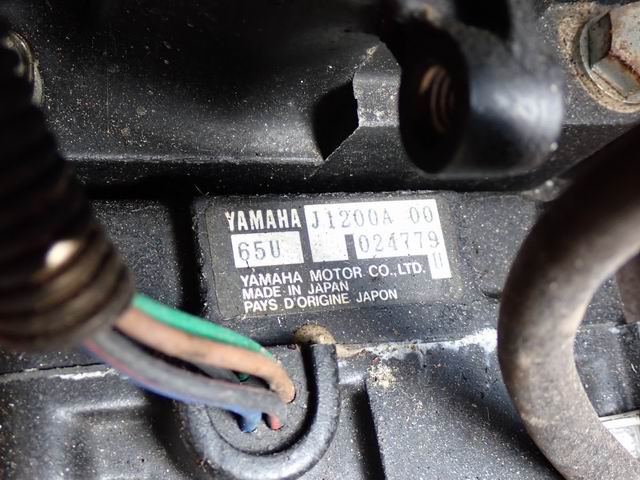 YAMAHA J1200A 00
65U 024779
U
YAMAHA MOTOR CO.,LTD.
MADE IN JAPAN
PAYS D'ORIGINE JAPON